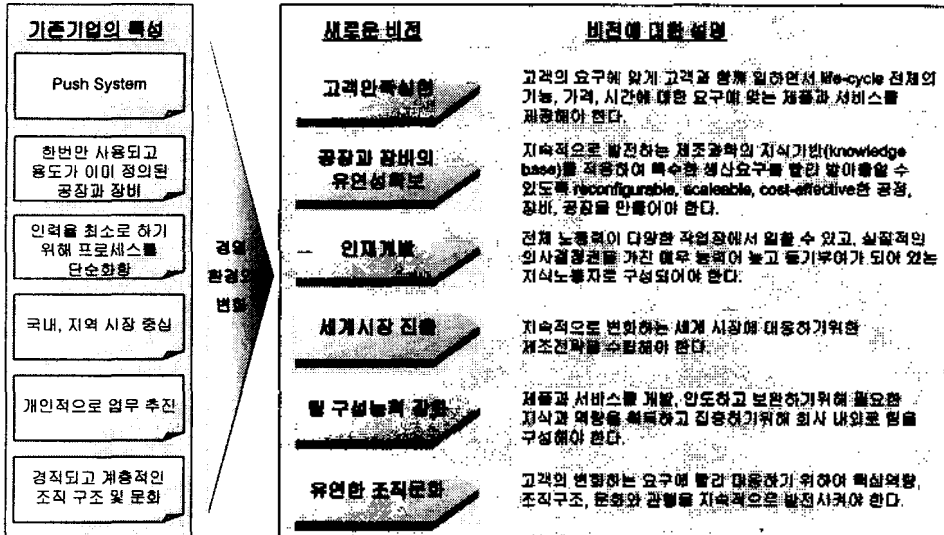 기존기업의 특성
Push System
한번만 사용되고
용도가 이미 정의된
공장과 장비
인력을 최소로 하기
위해 프로세스를
단순화함
국내, 지역 시장 중심
개인적으로 업무 추진
경직되고 계층적인
조직 구조 및 문화
경영
환경의
변화
새로운 비전
비전에 대한 설명
고객만족실현
고객의 요구에 맞게 고객과 함께 일하면서 life-cycle 전체의
기능, 가격, 시간에 대한 요구에 맞는 제품과 서비스를
제공해야 한다.
공장과 장비의
유연성확보
지속적으로 발전하는 제조과학의 지식기반(knowledge
base)를 적용하여 특수한 생산요구를 빨리 받아들일 수
있도록 reconfigurable, scaleable, cost-effective한 공정,
장비, 공장을 만들어야 한다.
인재개발
전체 노동력이 다양한 작업장에서 일할 수 있고, 실질적인
의사결정권을 가진 매우 능력이 높고 동기부여가 되어 있는
지식노동자로 구성되어야 한다.
세계시장 진출
지속적으로 변화하는 세계 시장에 대응하기위한
제조전략을 수립해야 한다.
팀 구성능력 강화
제품과 서비스를 개발, 인도하고 보완하기위해 필요한
지식과 역량을 획득하고 집중하기위해 회사 내외로 팀을
구성해야 한다.
유연한 조직문화
고객의 변화하는 요구에 빨리 대응하기 위하여 핵심역량,
조직구조, 문화와 관행을 지속적으로 발전시켜야 한다.